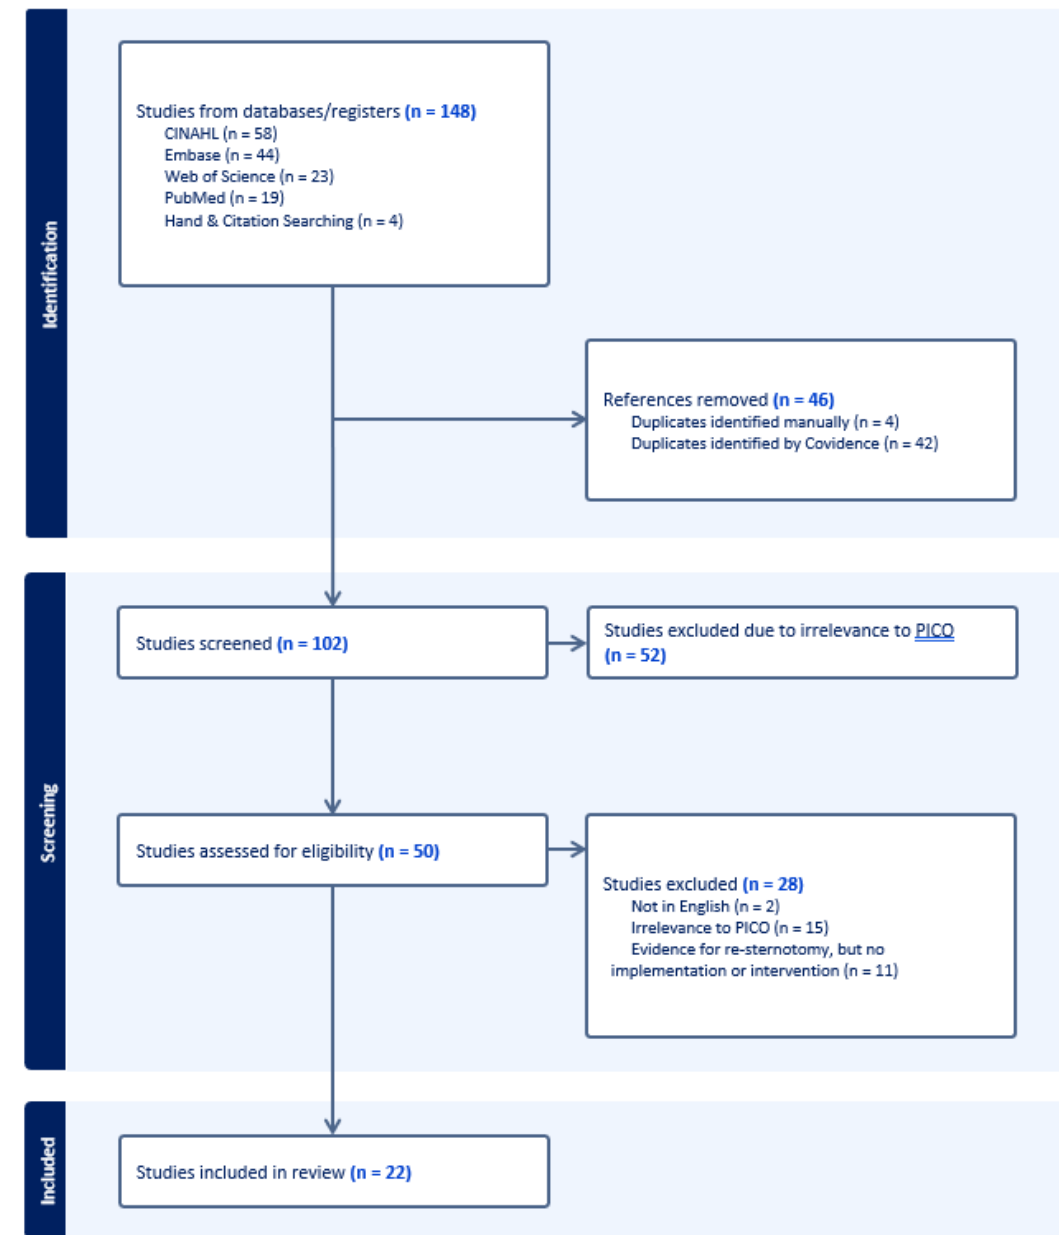 Identification
Studies from databases/registers (n = 148)
CINAHL (n = 58)
Embase (n = 44)
Web of Science (n = 23)
PubMed (n = 19)
Hand & Citation Searching (n = 4)
References removed (n = 46)
Duplicates identified manually (n = 4)
Duplicates identified by Covidence (n = 42)
Screening
Studies screened (n = 102)
Studies excluded due to irrelevance to PICO
(n = 52)
Studies assessed for eligibility (n = 50)
Studies excluded (n = 28)
Not in English (n = 2)
Irrelevance to PICO (n = 15)
Evidence for re-sternotomy, but no
implementation or intervention (n = 11)
Included
Studies included in review (n = 22)